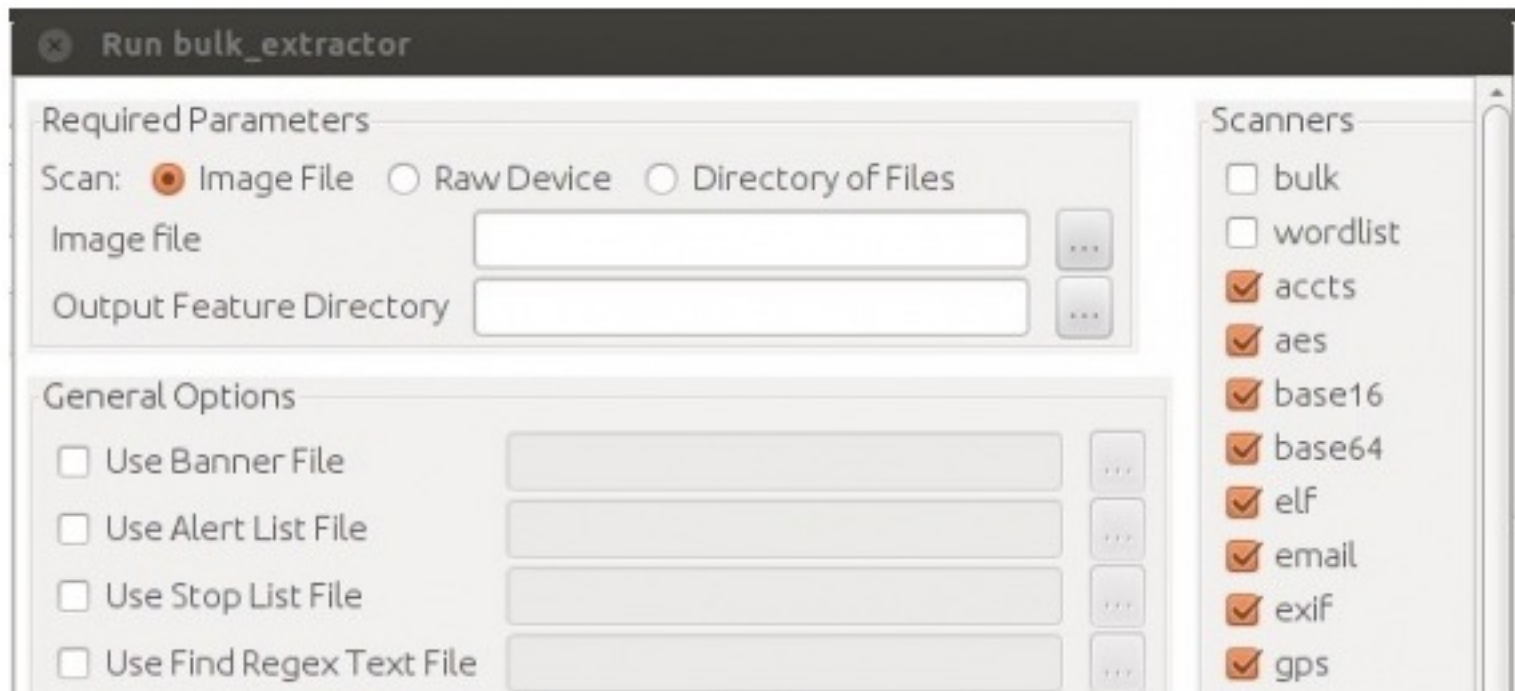 Run bulk_extractor
Required Parameters
Scan: Image File Raw Device Directory of Files
Image file ...
Output Feature Directory ...
General Options
Use Banner File ...
Use Alert List File ...
Use Stop List File ...
Use Find Regex Text File ...
Scanners
bulk
wordlist
accts
aes
base16
base64
elf
email
exif
gps